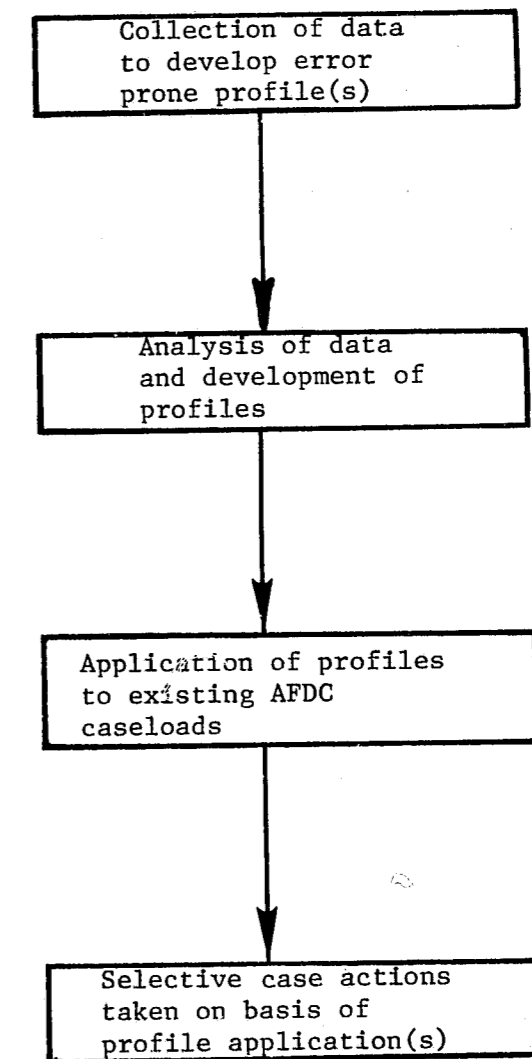 Collection of data
to develop error
prone profile(s)
Analysis of data
and development of
profiles
Application of profiles
to existing AFDC
caseloads
Selective case actions
taken on basis of
profile application(s)